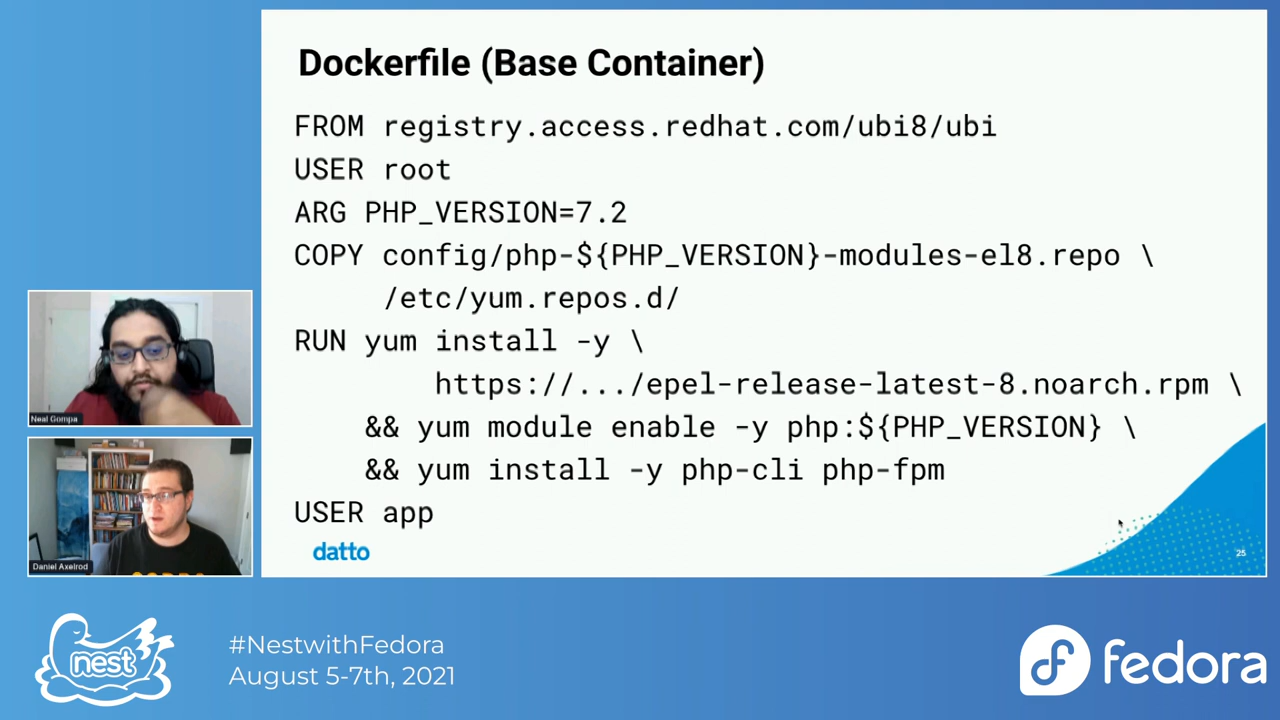 Dockerfile (Base Container)
FROM registry.access.redhat.com/ubi8/ubi
USER root
ARG PHP_VERSION=7.2
COPY config/php-${PHP_VERSION}-modules-el8.repo \
/etc/yum.repos.d/
RUN yum install -y \
https://.../epel-release-latest-8.noarch.rpm \
&& yum module enable -y php:${PHP_VERSION} \
&& yum install -y php-cli php-fpm
USER app
datto
25
Neal Gompa
Daniel Axelrod
nest
#NestwithFedora
August 5-7th, 2021
fedora